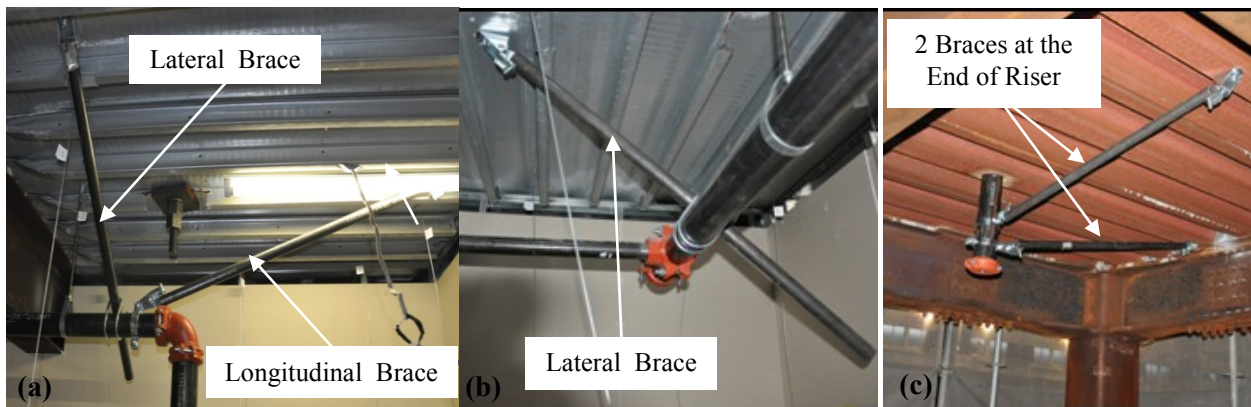 Lateral Brace
Longitudinal Brace
(a)
Lateral Brace
(b)
2 Braces at the
End of Riser
(c)